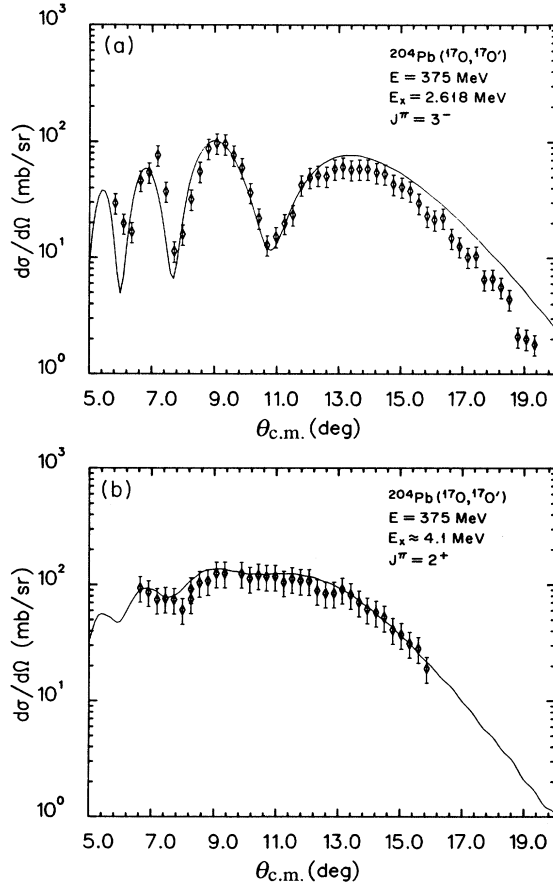 (a)
²⁰⁴Pb(¹⁷O,¹⁷O′)
E = 375 MeV
Eₓ = 2.618 MeV
J^π = 3⁻
dσ/dΩ (mb/sr)
10³
10²
10¹
10⁰
5.0 7.0 9.0 11.0 13.0 15.0 17.0 19.0
θc.m. (deg)
(b)
²⁰⁴Pb(¹⁷O,¹⁷O′)
E = 375 MeV
Eₓ ≈ 4.1 MeV
J^π = 2⁺
dσ/dΩ (mb/sr)
10³
10²
10¹
10⁰
5.0 7.0 9.0 11.0 13.0 15.0 17.0 19.0
θc.m. (deg)